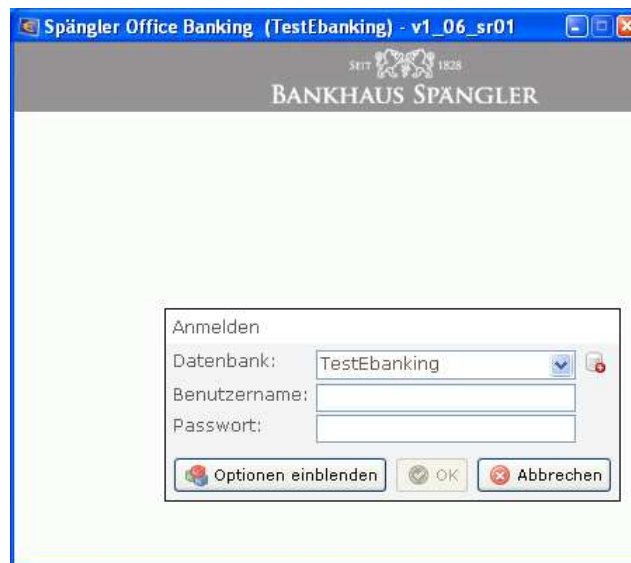 Spängler Office Banking (TestEbanking) - v1_06_sr01
SEIT 1828
BANKHAUS SPÄNGLER
Anmelden
Datenbank: TestEbanking
Benutzername:
Passwort:
Optionen einblenden OK Abbrechen